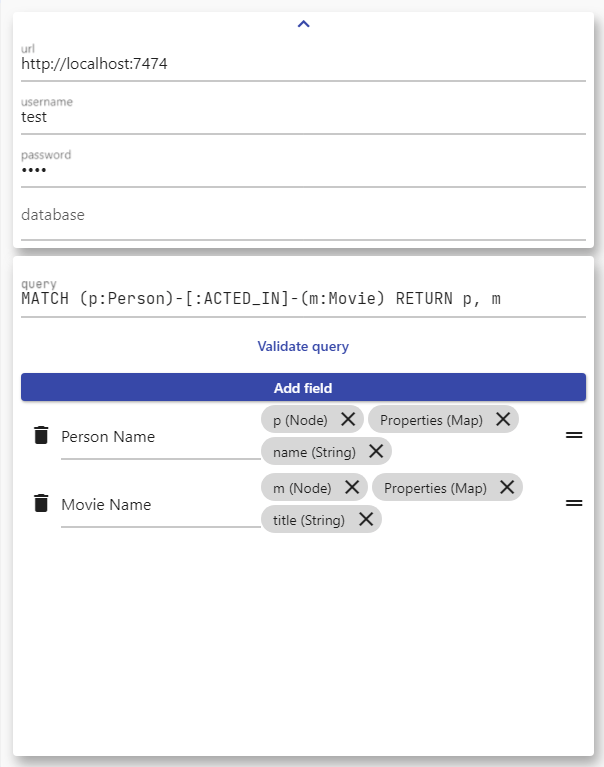 url
http://localhost:7474
username
test
password
••••
database
query
MATCH (p:Person)-[:ACTED_IN]-(m:Movie) RETURN p, m
Validate query
Add field
Person Name p (Node) Properties (Map)
name (String)
Movie Name m (Node) Properties (Map)
title (String)